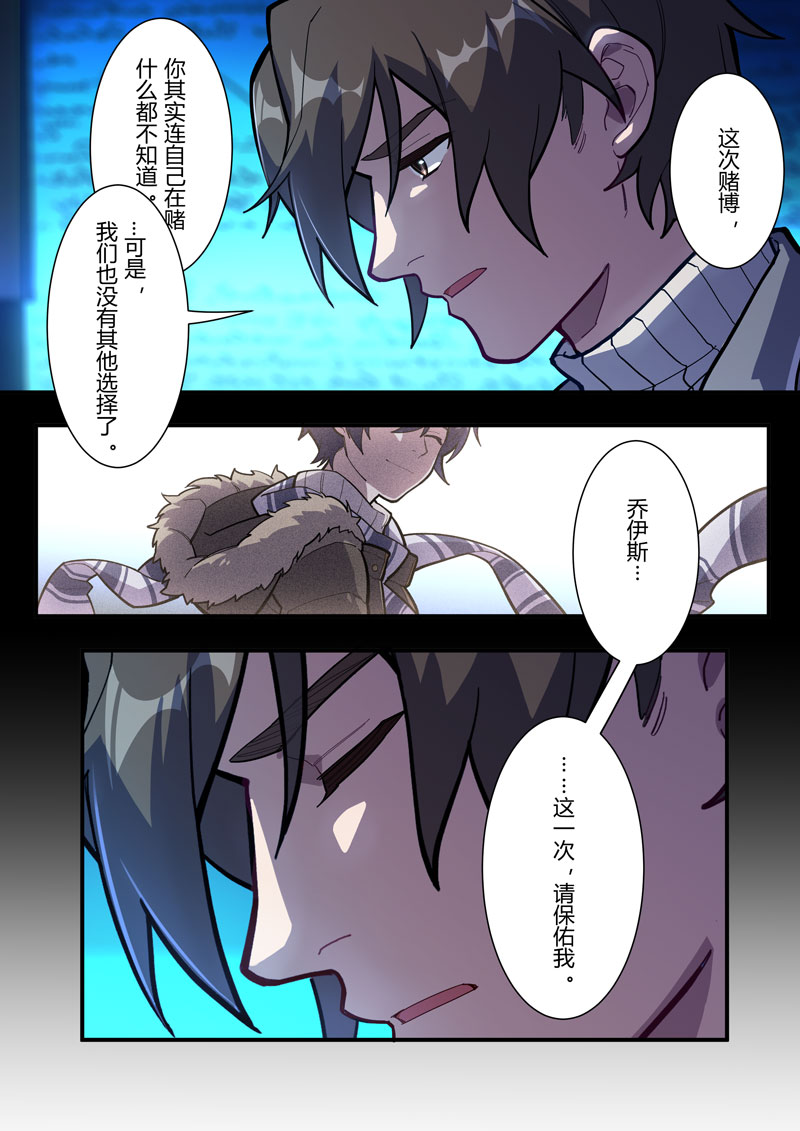 这次赌博，
你其实连自己在赌
什么都不知道。
…可是，
我们也没有其他选择了。
乔伊斯…
……这一次，请保佑我。